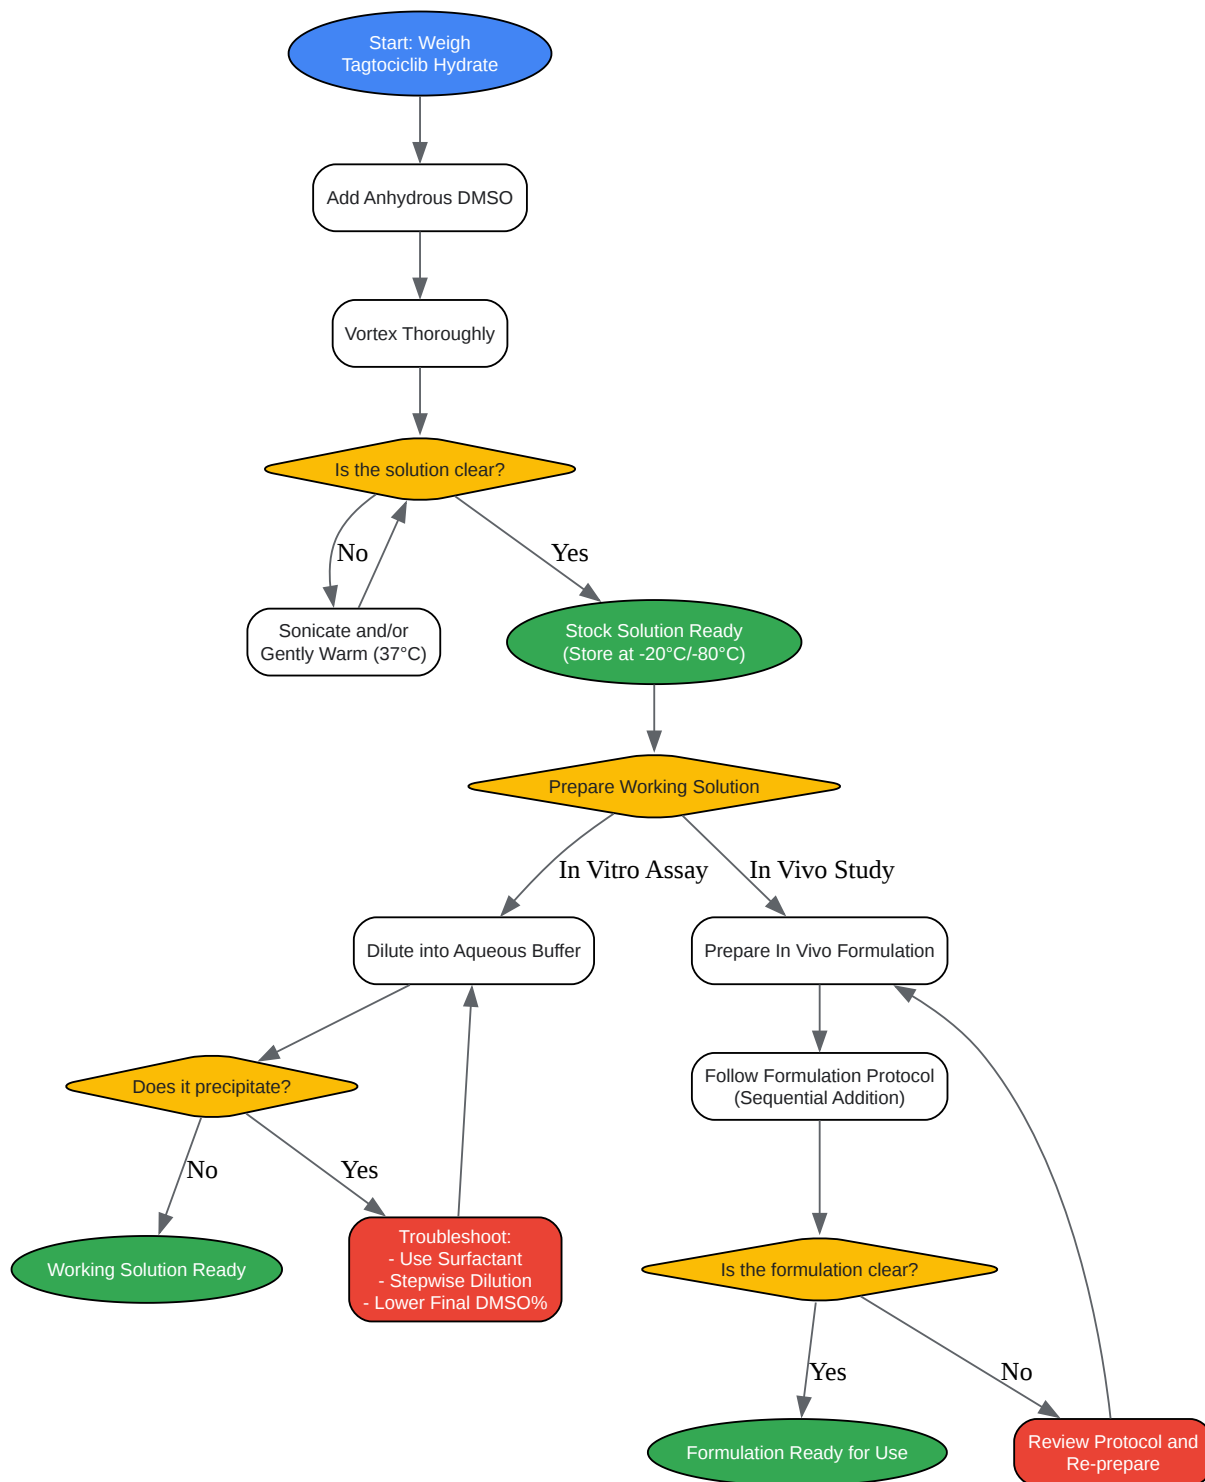 Start: Weigh
Tagtociclib Hydrate
Add Anhydrous DMSO
Vortex Thoroughly
Is the solution clear?
No
Yes
Sonicate and/or
Gently Warm (37°C)
Stock Solution Ready
(Store at -20°C/-80°C)
Prepare Working Solution
In Vitro Assay
In Vivo Study
Dilute into Aqueous Buffer
Prepare In Vivo Formulation
Does it precipitate?
Follow Formulation Protocol
(Sequential Addition)
No
Yes
Working Solution Ready
Troubleshoot:
- Use Surfactant
- Stepwise Dilution
- Lower Final DMSO%
Is the formulation clear?
Yes
No
Formulation Ready for Use
Review Protocol and
Re-prepare